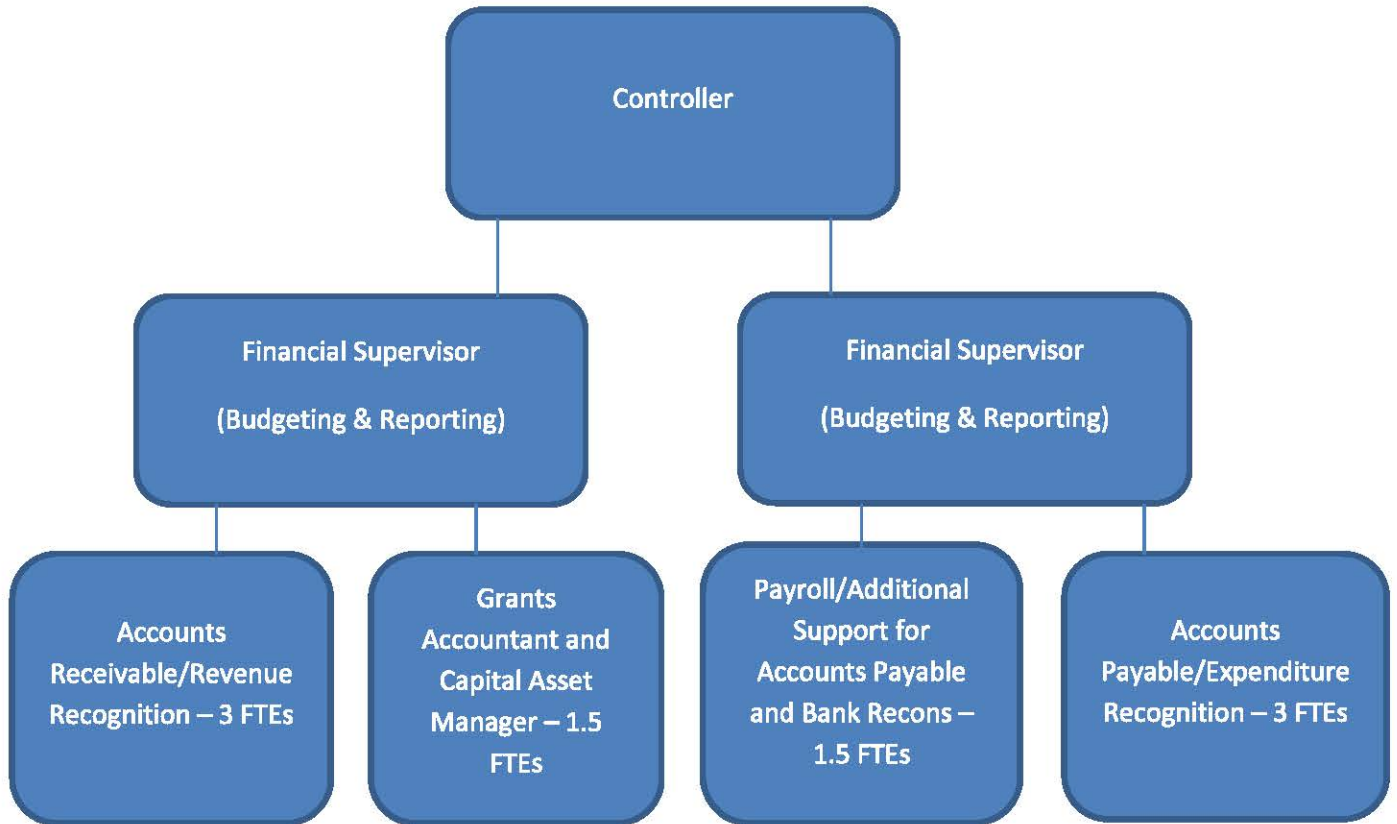 Controller
Financial Supervisor
(Budgeting & Reporting)
Financial Supervisor
(Budgeting & Reporting)
Accounts
Receivable/Revenue
Recognition – 3 FTEs
Grants
Accountant and
Capital Asset
Manager – 1.5
FTEs
Payroll/Additional
Support for
Accounts Payable
and Bank Recons –
1.5 FTEs
Accounts
Payable/Expenditure
Recognition – 3 FTEs